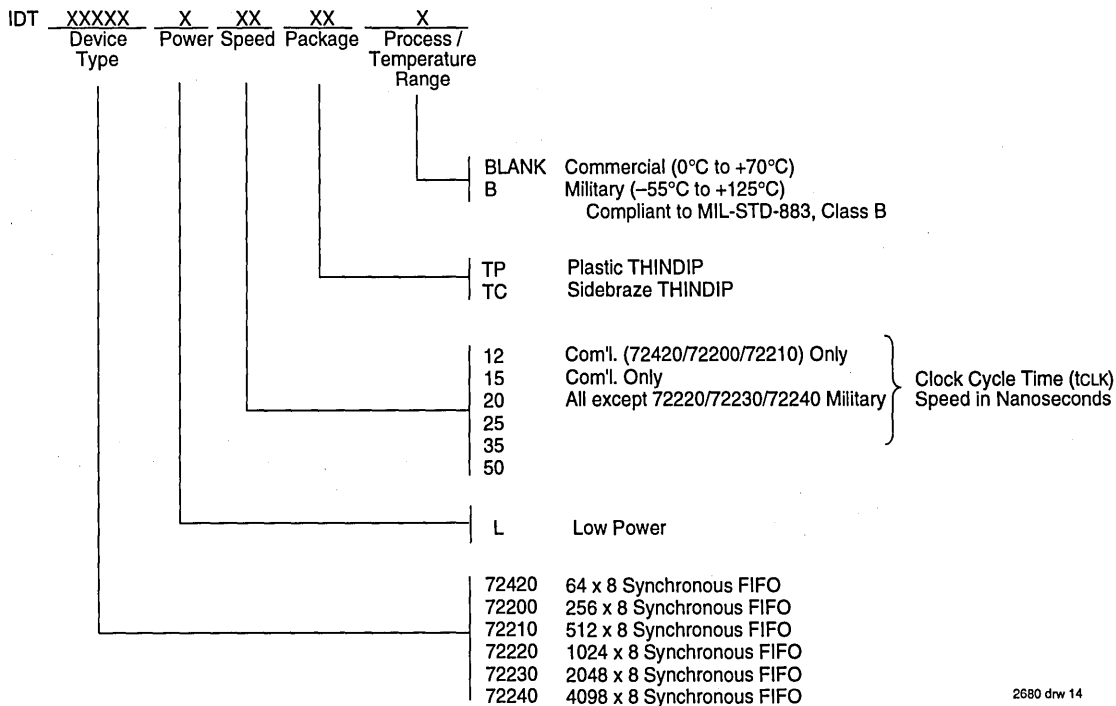 IDT XXXXX X XX XX X
Device Type Power Speed Package Process / Temperature Range
BLANK Commercial (0°C to +70°C)
B Military (–55°C to +125°C)
Compliant to MIL-STD-883, Class B
TP Plastic THINDIP
TC Sidebraze THINDIP
12 Com'l. (72420/72200/72210) Only
15 Com'l. Only
20 All except 72220/72230/72240 Military
25
35
50
Clock Cycle Time (tCLK)
Speed in Nanoseconds
L Low Power
72420 64 x 8 Synchronous FIFO
72200 256 x 8 Synchronous FIFO
72210 512 x 8 Synchronous FIFO
72220 1024 x 8 Synchronous FIFO
72230 2048 x 8 Synchronous FIFO
72240 4098 x 8 Synchronous FIFO
2680 drw 14